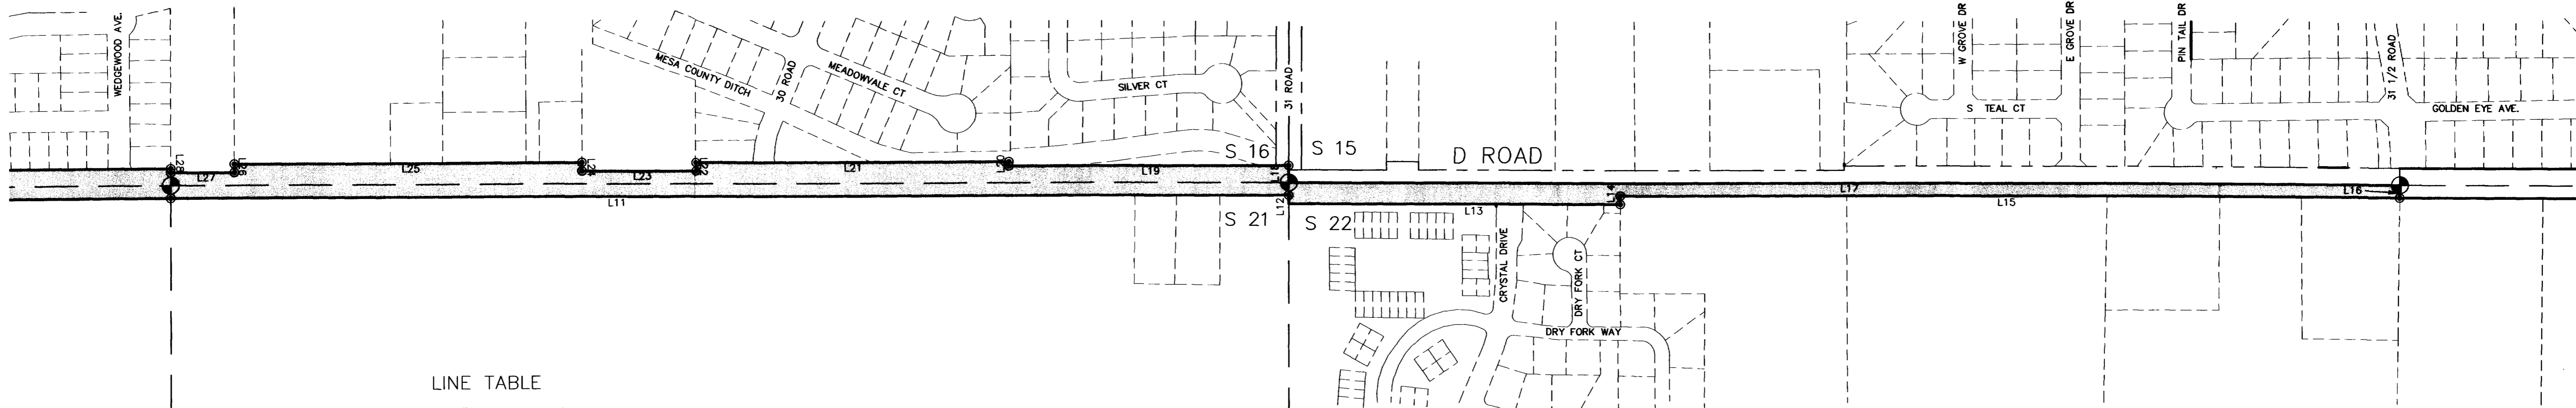 WEDGEWOOD AVE.
MESA COUNTY DITCH
30 ROAD
MEADOWVALE CT
SILVER CT
31 ROAD
W GROVE DR
E GROVE DR
PIN TAIL DR
31 1/2 ROAD
S TEAL CT
GOLDEN EYE AVE.
S 16
S 15
D ROAD
L28
L27
L26
L25
L24
L23
L22
L21
L20
L19
L18
L17
L16
L11
L12
L13
L14
L15
S 21
S 22
CRYSTAL DRIVE
DRY FORK CT
DRY FORK WAY
LINE TABLE